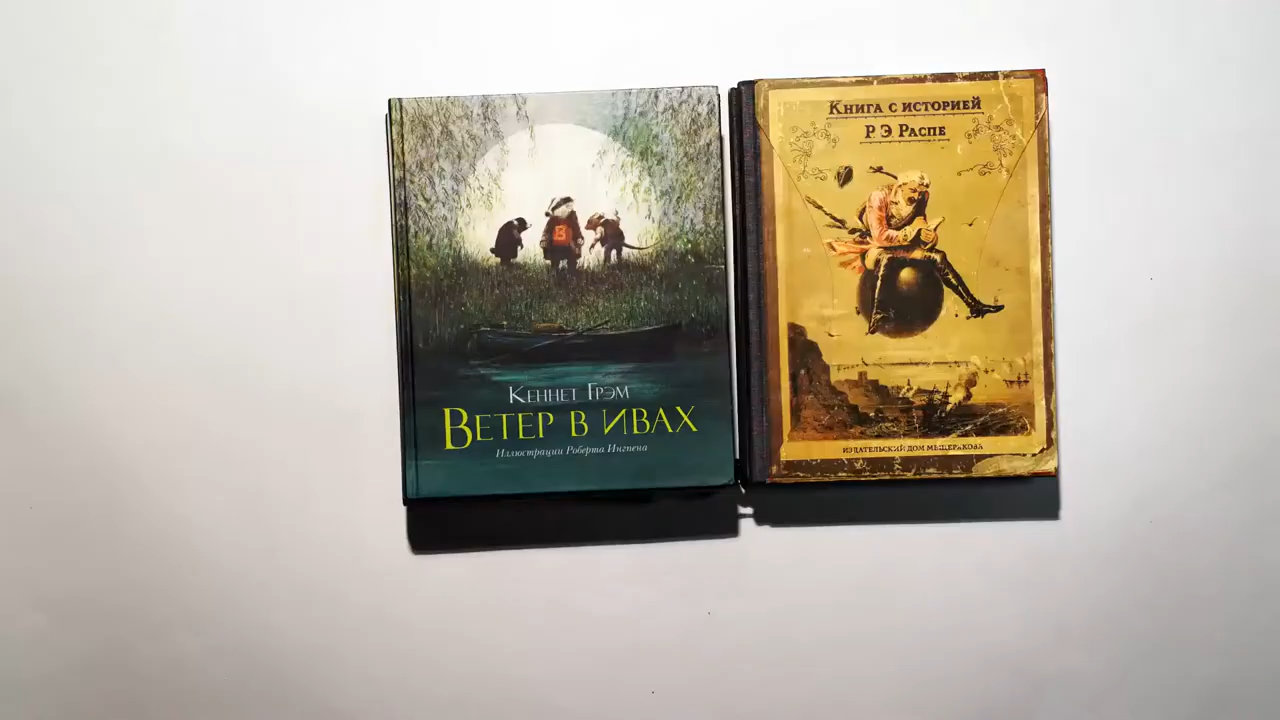 Кеннет Грэм
Ветер в ивах
Иллюстрации Роберта Ингпена
Книга с историей
Р. Э. Распе
Издательский дом Мещерякова